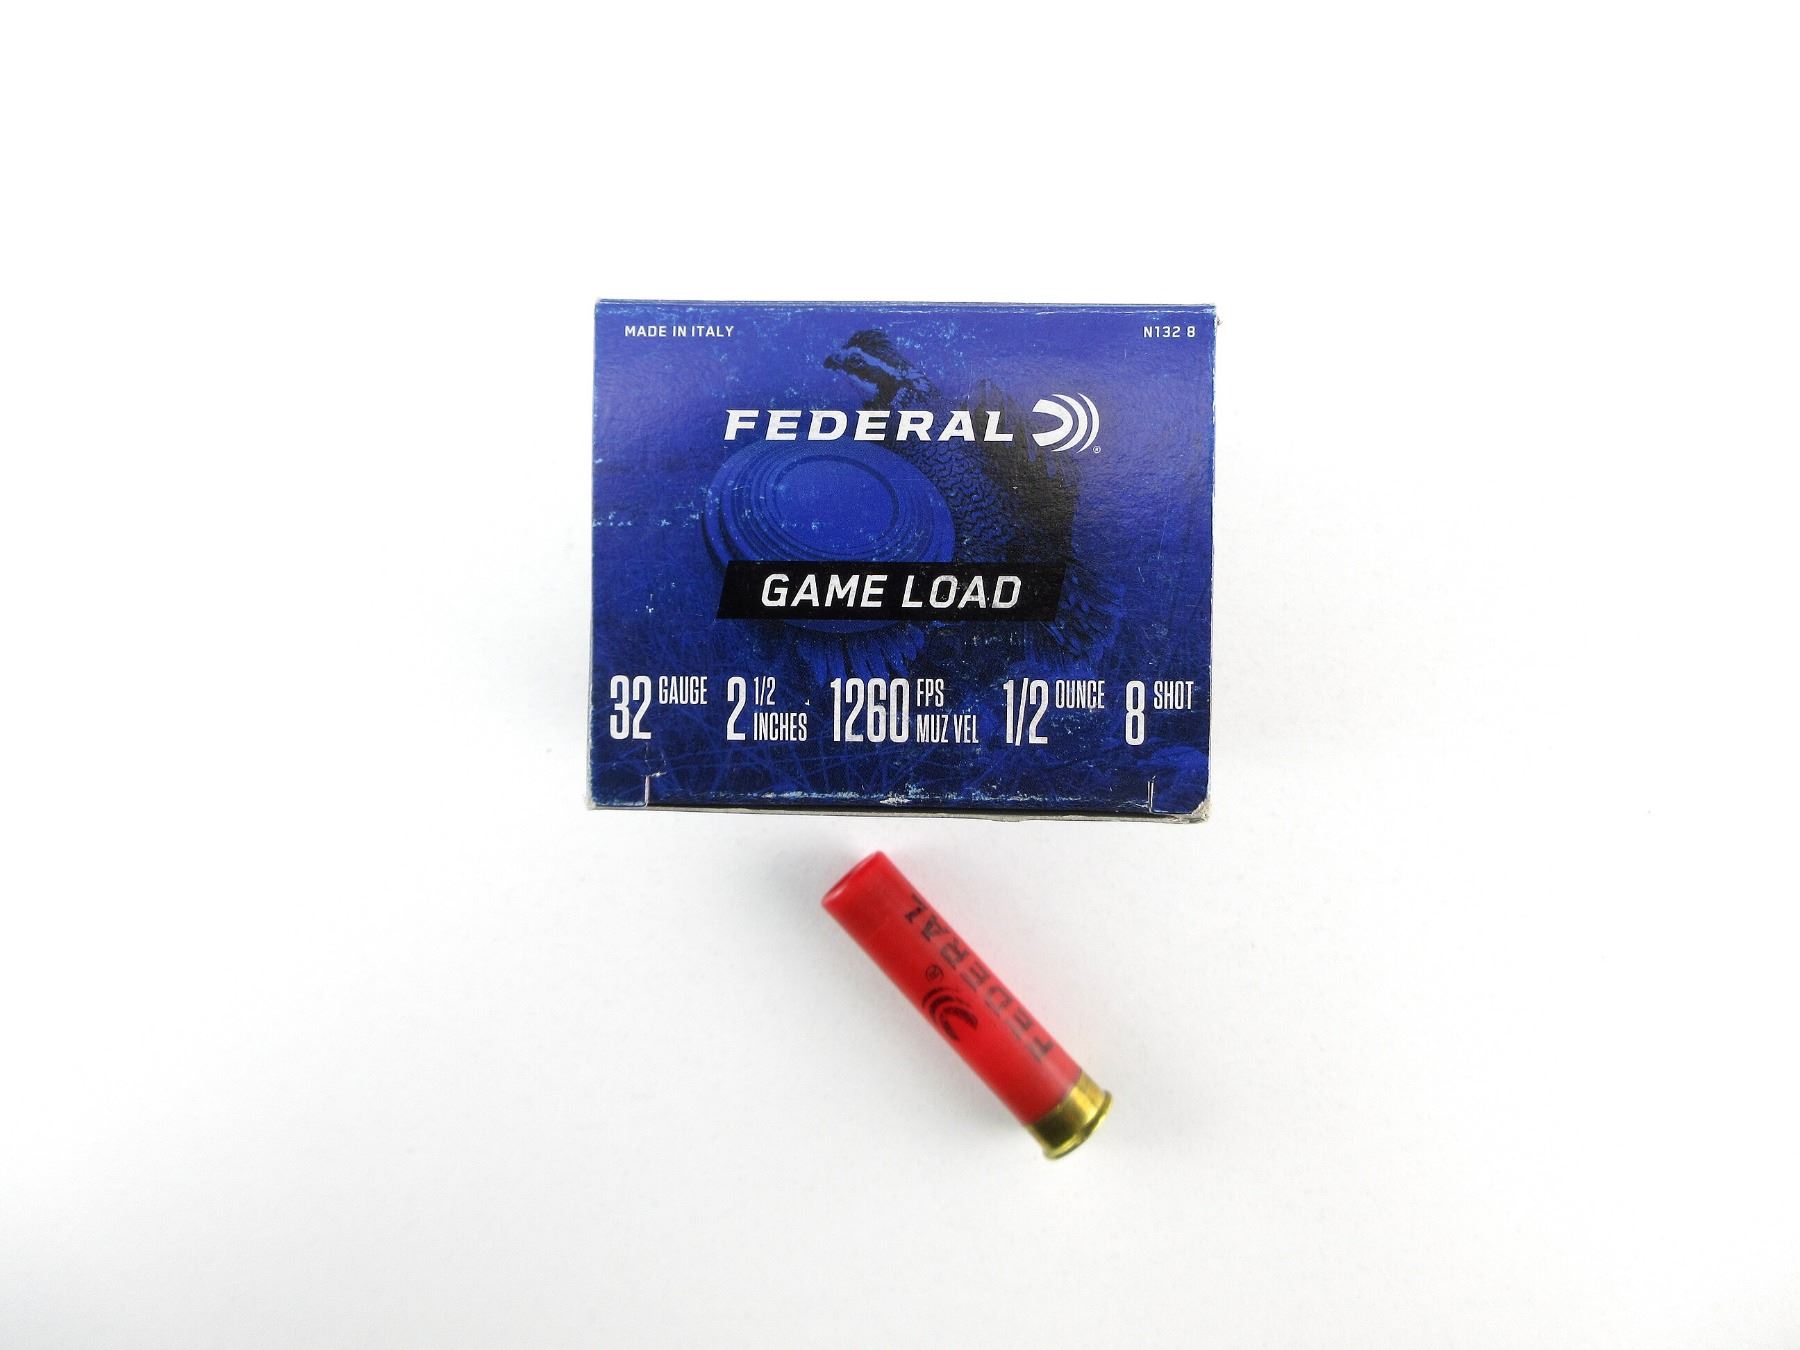 MADE IN ITALY N132 8
FEDERAL ®
GAME LOAD
32 GAUGE 2 1/2 INCHES 1260 FPS MUZ VEL 1/2 OUNCE 8 SHOT
FEDERAL
®